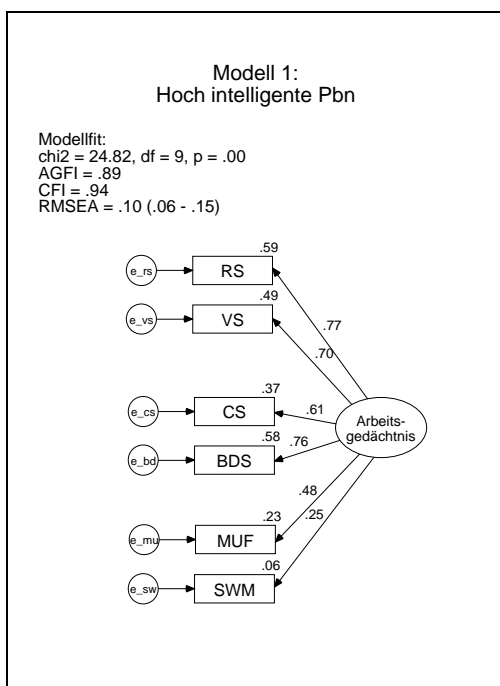 Modell 1:
Hoch intelligente Pbn
Modellfit:
chi2 = 24.82, df = 9, p = .00
AGFI = .89
CFI = .94
RMSEA = .10 (.06 - .15)
.59
e_rs
RS
.49
e_vs
VS
.77
.70
.37
e_cs
CS
.61
Arbeits-
gedächtnis
.58
e_bd
BDS
.76
.48
.25
.23
e_mu
MUF
.06
e_sw
SWM